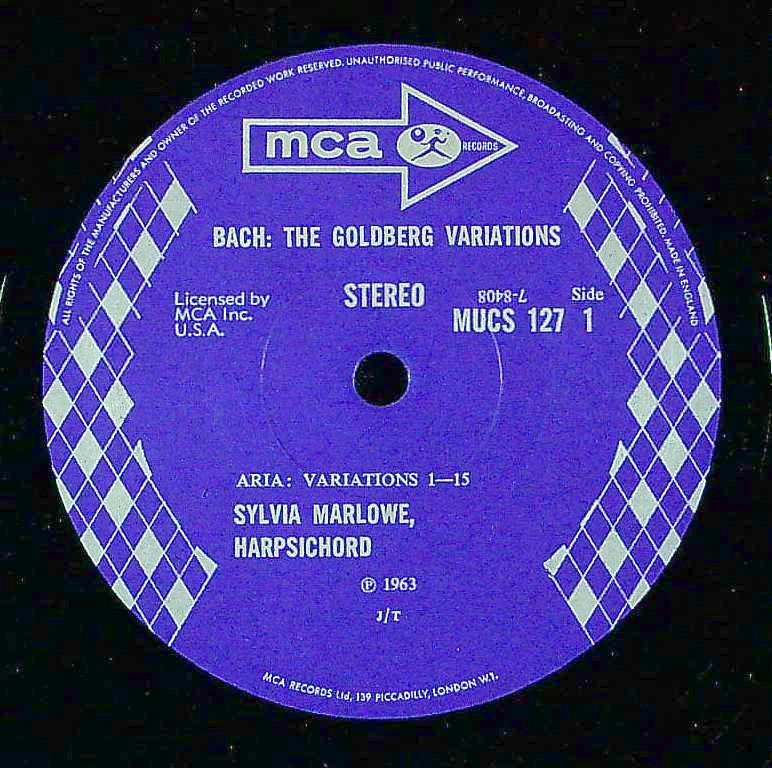 ALL RIGHTS OF THE MANUFACTURERS AND OWNER OF THE RECORDED WORK RESERVED. UNAUTHORISED PUBLIC PERFORMANCE, BROADCASTING AND COPYING PROHIBITED. MADE IN ENGLAND
mca RECORDS
BACH: THE GOLDBERG VARIATIONS
Licensed by
MCA Inc.
U.S.A.
STEREO
7-8408
Side
MUCS 127 1
ARIA: VARIATIONS 1—15
SYLVIA MARLOWE,
HARPSICHORD
℗ 1963
J/T
MCA RECORDS Ltd, 139 PICCADILLY, LONDON W1.